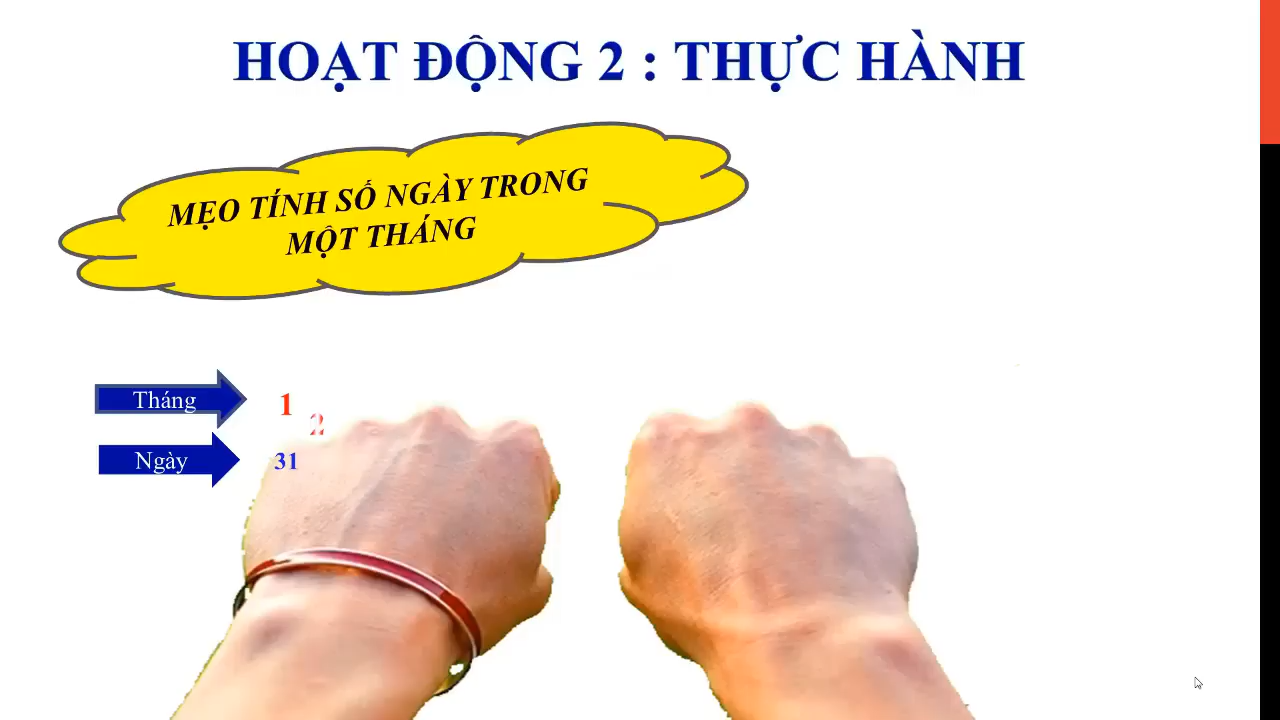 HOẠT ĐỘNG 2 : THỰC HÀNH
MẸO TÍNH SỐ NGÀY TRONG
MỘT THÁNG
Tháng 1
2
Ngày 31